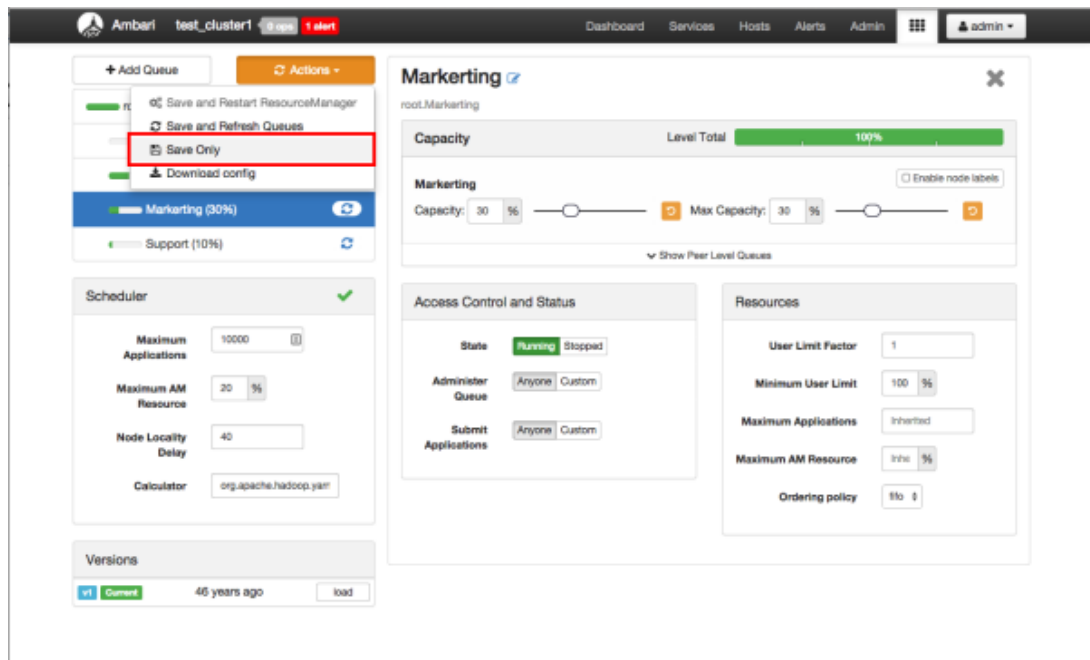 Ambari test_cluster1 0 ops 1 alert Dashboard Services Hosts Alerts Admin admin
+ Add Queue Actions
Save and Restart ResourceManager
Save and Refresh Queues
Save Only
Download config
Markerting (30%)
Support (10%)
Scheduler
Maximum Applications 10000
Maximum AM Resource 20 %
Node Locality Delay 40
Calculator org.apache.hadoop.yarr
Versions
v1 Current 46 years ago load
Markerting
root.Markerting
Capacity Level Total 100%
Markerting Enable node labels
Capacity: 30 % Max Capacity: 30 %
Show Peer Level Queues
Access Control and Status
State Running Stopped
Administer Queue Anyone Custom
Submit Applications Anyone Custom
Resources
User Limit Factor 1
Minimum User Limit 100 %
Maximum Applications Inherited
Maximum AM Resource Inhe %
Ordering policy fifo